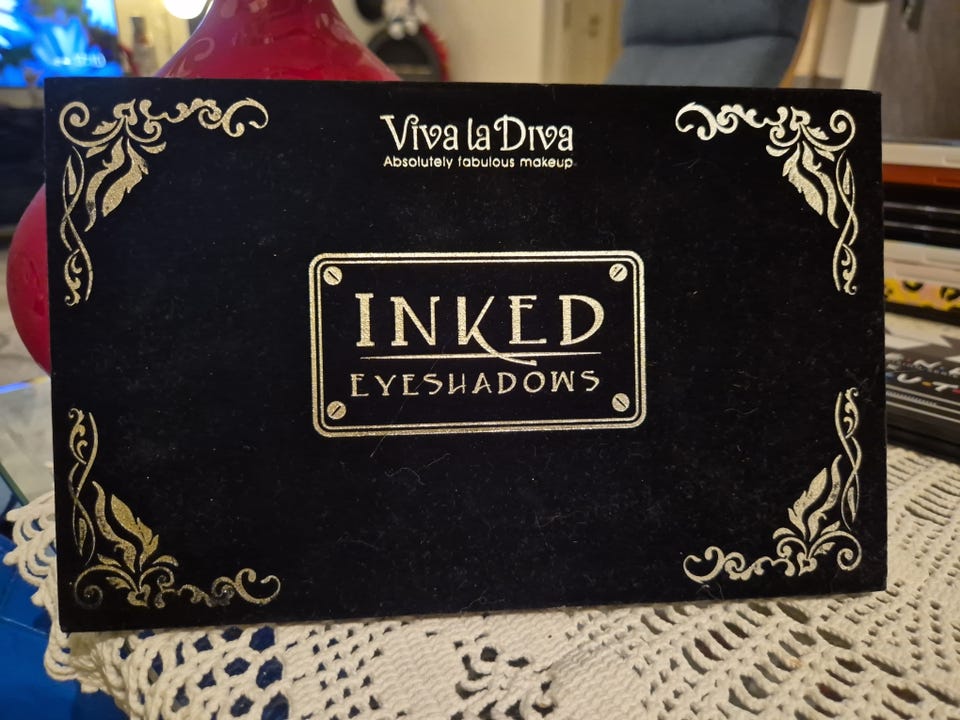 Viva la Diva
Absolutely fabulous makeup
INKED
EYESHADOWS